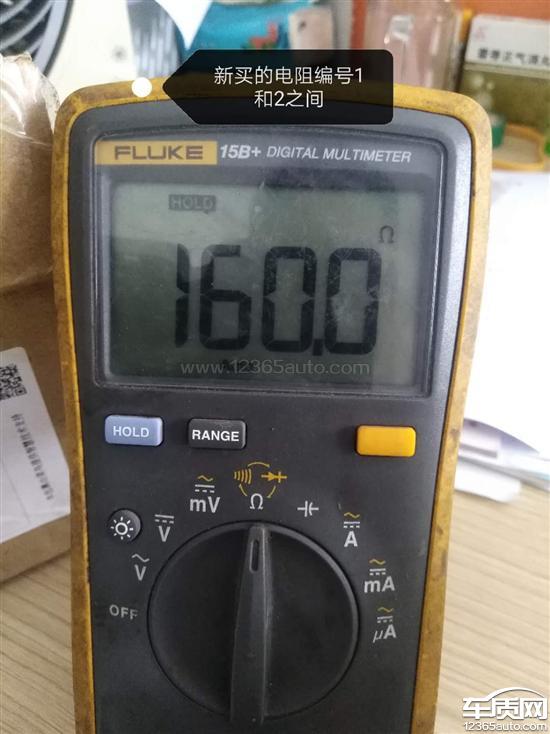 新买的电阻编号1
和2之间
FLUKE 15B+ DIGITAL MULTIMETER
HOLD
Ω
160.0
www.12365auto.com
HOLD
RANGE
mV
Ω
V
A
V
mA
OFF
µA
车质网
www.12365auto.com